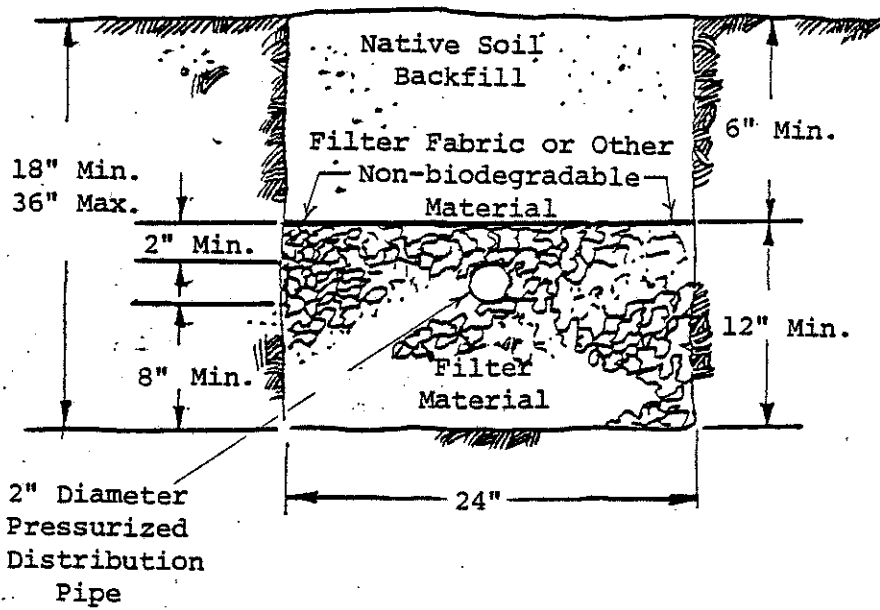 Native Soil
Backfill
6" Min.
Filter Fabric or Other
Non-biodegradable
Material
18" Min.
36" Max.
2" Min.
12" Min.
8" Min.
Filter
Material
2" Diameter
Pressurized
Distribution
Pipe
24"